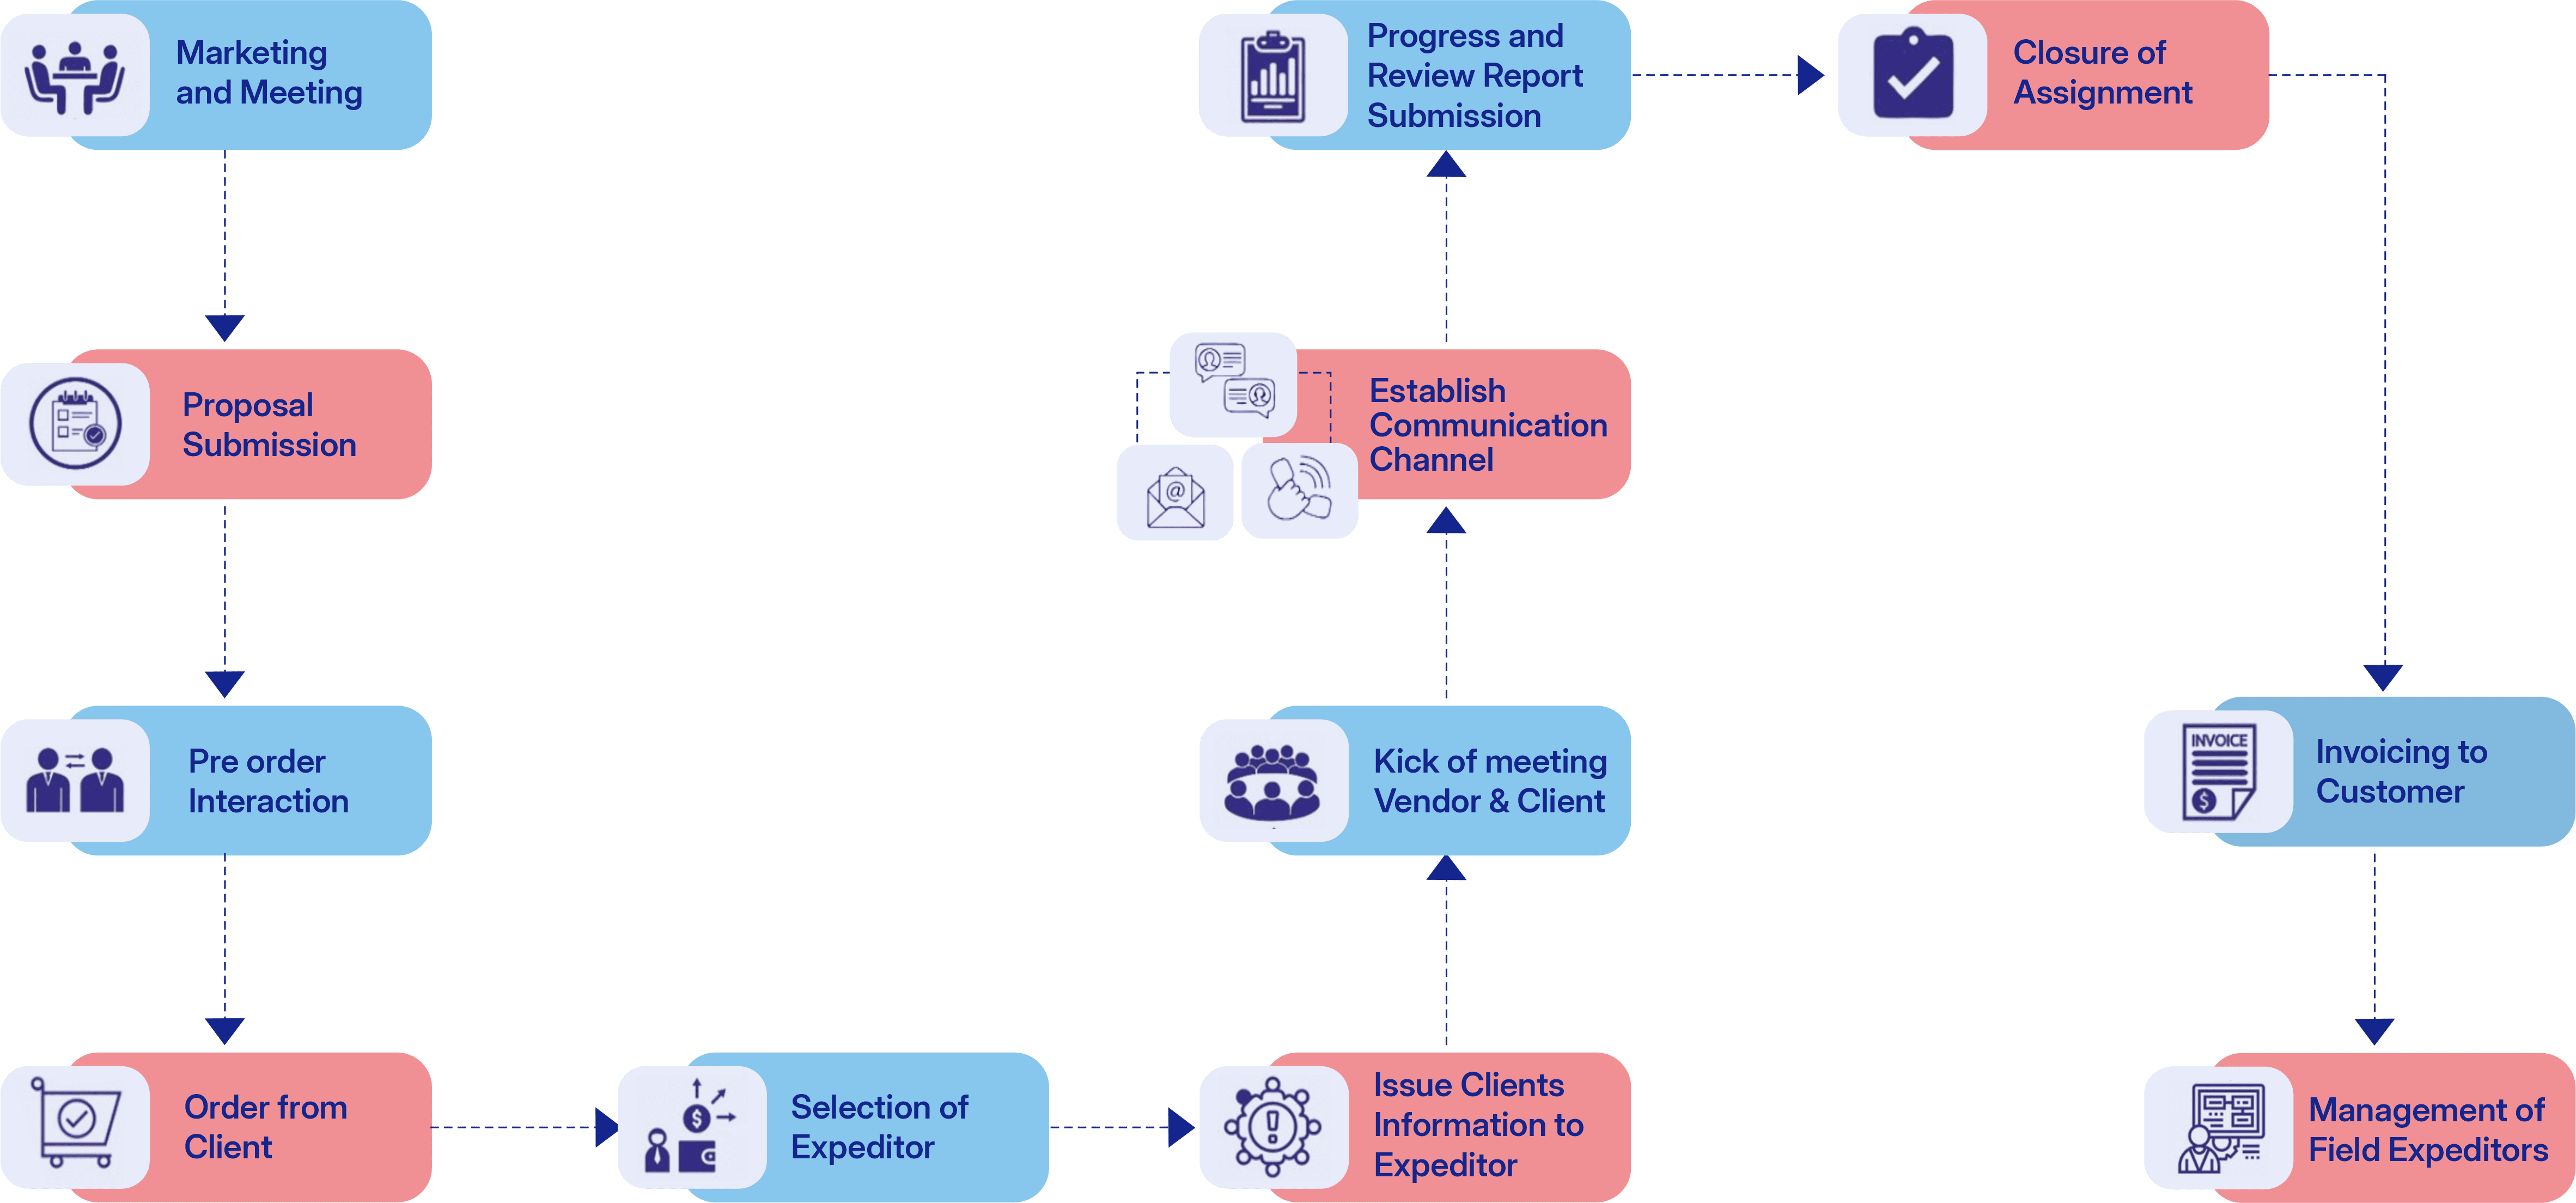 Marketing
and Meeting
Proposal
Submission
Pre order
Interaction
Order from
Client
Selection of
Expeditor
Issue Clients
Information to
Expeditor
Kick of meeting
Vendor & Client
@
Establish
Communication
Channel
Progress and
Review Report
Submission
Closure of
Assignment
INVOICE
$
Invoicing to
Customer
Management of
Field Expeditors